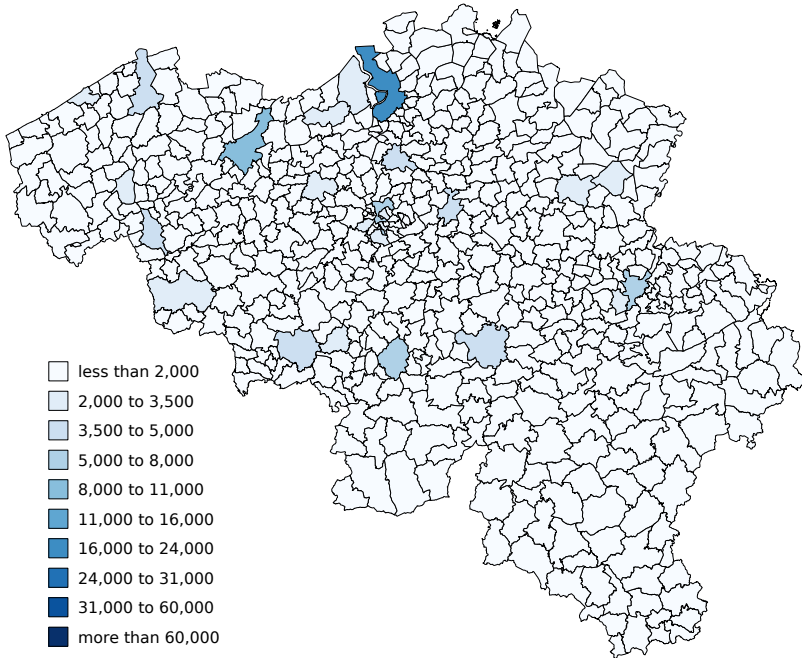 less than 2,000
2,000 to 3,500
3,500 to 5,000
5,000 to 8,000
8,000 to 11,000
11,000 to 16,000
16,000 to 24,000
24,000 to 31,000
31,000 to 60,000
more than 60,000